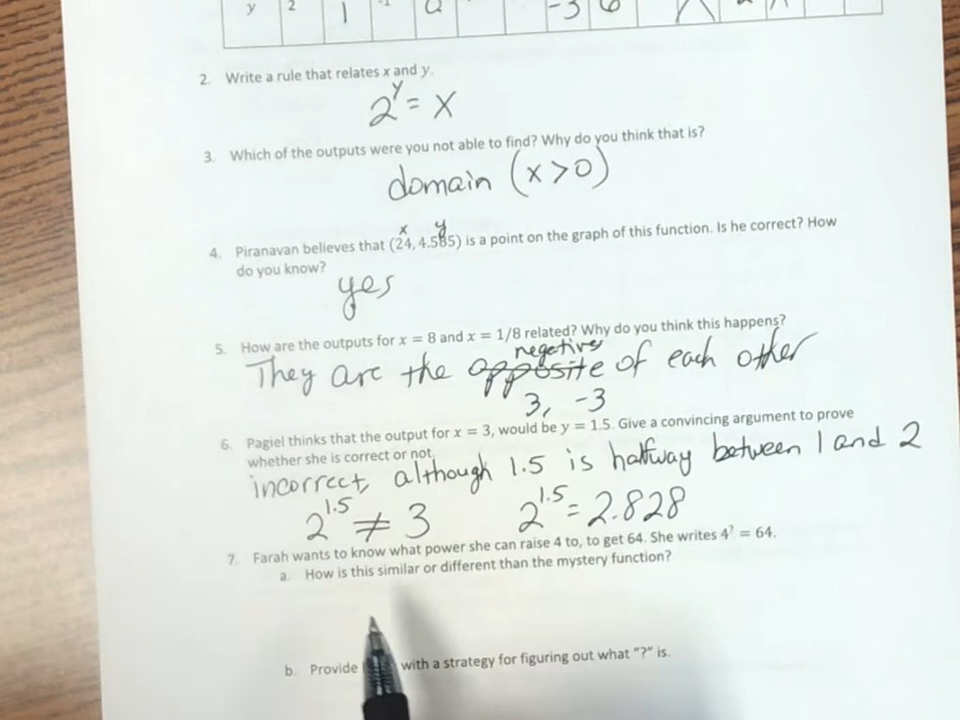 y 2 1 -1 -3 6
2. Write a rule that relates x and y.
2^y = x
3. Which of the outputs were you not able to find? Why do you think that is?
domain (x>0)
x y
4. Piranavan believes that (24, 4.585) is a point on the graph of this function. Is he correct? How
do you know?
yes
5. How are the outputs for x = 8 and x = 1/8 related? Why do you think this happens?
negative
They are the opposite of each other
3, -3
6. Pagiel thinks that the output for x = 3, would be y = 1.5. Give a convincing argument to prove
whether she is correct or not.
incorrect, although 1.5 is halfway between 1 and 2
2^1.5 ≠ 3 2^1.5 = 2.828
7. Farah wants to know what power she can raise 4 to, to get 64. She writes 4^? = 64.
a. How is this similar or different than the mystery function?
b. Provide with a strategy for figuring out what "?" is.